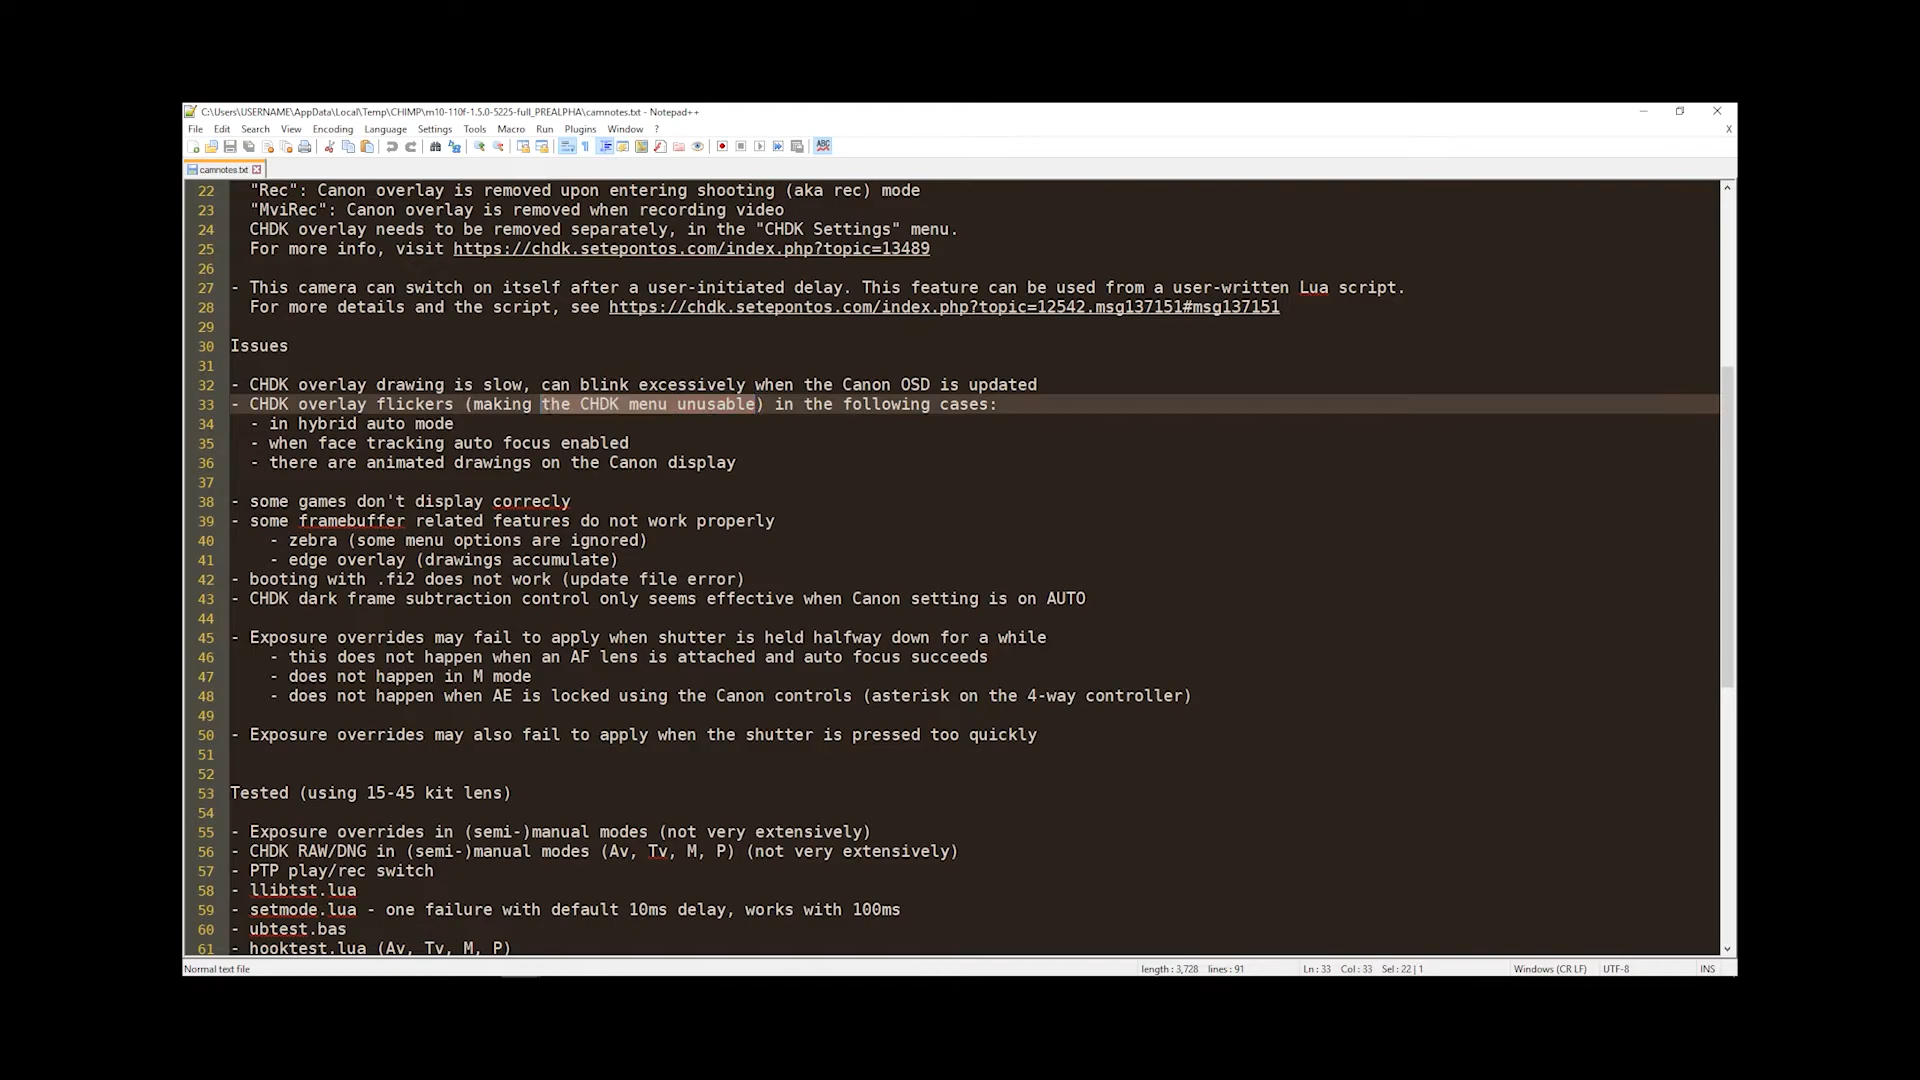 C:\Users\USERNAME\AppData\Local\Temp\CHIMP\m10-110f-1.5.0-5225-full_PREALPHA\camnotes.txt - Notepad++
File Edit Search View Encoding Language Settings Tools Macro Run Plugins Window ? X
ABC
camnotes.txt
22 "Rec": Canon overlay is removed upon entering shooting (aka rec) mode
23 "MviRec": Canon overlay is removed when recording video
24 CHDK overlay needs to be removed separately, in the "CHDK Settings" menu.
25 For more info, visit https://chdk.setepontos.com/index.php?topic=13489
26
27 - This camera can switch on itself after a user-initiated delay. This feature can be used from a user-written Lua script.
28 For more details and the script, see https://chdk.setepontos.com/index.php?topic=12542.msg137151#msg137151
29
30 Issues
31
32 - CHDK overlay drawing is slow, can blink excessively when the Canon OSD is updated
33 - CHDK overlay flickers (making the CHDK menu unusable) in the following cases:
34 - in hybrid auto mode
35 - when face tracking auto focus enabled
36 - there are animated drawings on the Canon display
37
38 - some games don't display correcly
39 - some framebuffer related features do not work properly
40 - zebra (some menu options are ignored)
41 - edge overlay (drawings accumulate)
42 - booting with .fi2 does not work (update file error)
43 - CHDK dark frame subtraction control only seems effective when Canon setting is on AUTO
44
45 - Exposure overrides may fail to apply when shutter is held halfway down for a while
46 - this does not happen when an AF lens is attached and auto focus succeeds
47 - does not happen in M mode
48 - does not happen when AE is locked using the Canon controls (asterisk on the 4-way controller)
49
50 - Exposure overrides may also fail to apply when the shutter is pressed too quickly
51
52
53 Tested (using 15-45 kit lens)
54
55 - Exposure overrides in (semi-)manual modes (not very extensively)
56 - CHDK RAW/DNG in (semi-)manual modes (Av, Tv, M, P) (not very extensively)
57 - PTP play/rec switch
58 - llibtst.lua
59 - setmode.lua - one failure with default 10ms delay, works with 100ms
60 - ubtest.bas
61 - hooktest.lua (Av, Tv, M, P)
Normal text file length : 3,728 lines : 91 Ln : 33 Col : 33 Sel : 22 | 1 Windows (CR LF) UTF-8 INS